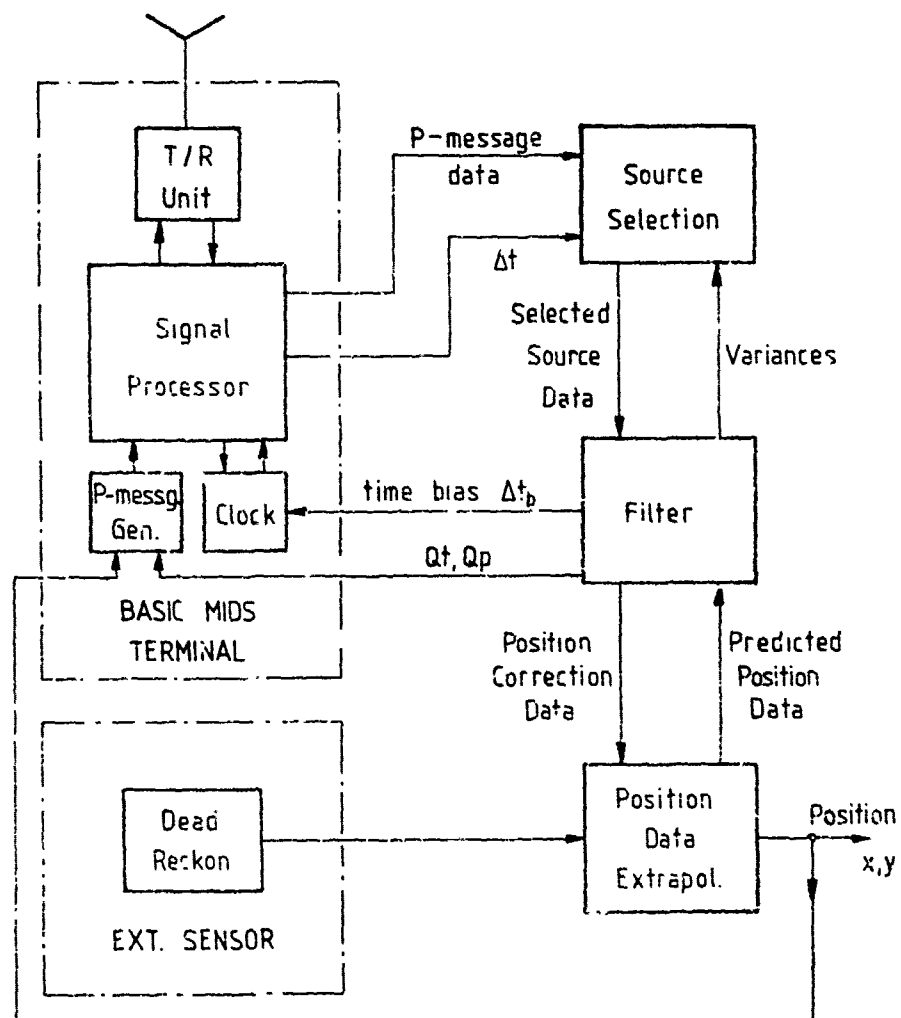 T/R
Unit
Signal
Processor
P-messg.
Gen.
Clock
BASIC MIDS
TERMINAL
P-message
data
Δt
Source
Selection
Selected
Source
Data
Variances
time bias Δt_b
Qt, Qp
Filter
Position
Correction
Data
Predicted
Position
Data
Dead
Reckon
EXT. SENSOR
Position
Data
Extrapol.
Position
x,y